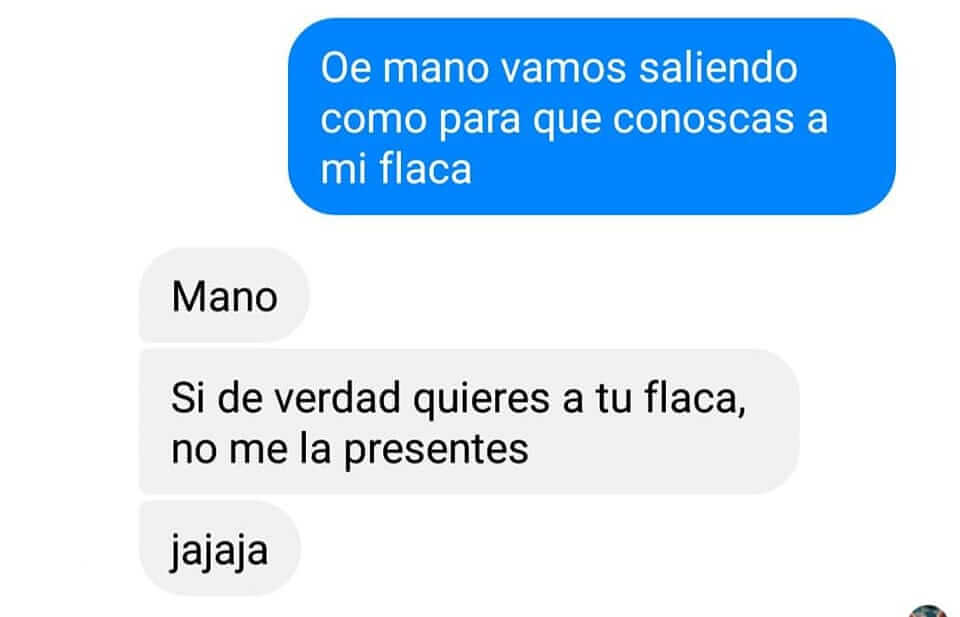 Oe mano vamos saliendo
como para que conoscas a
mi flaca
Mano
Si de verdad quieres a tu flaca,
no me la presentes
jajaja